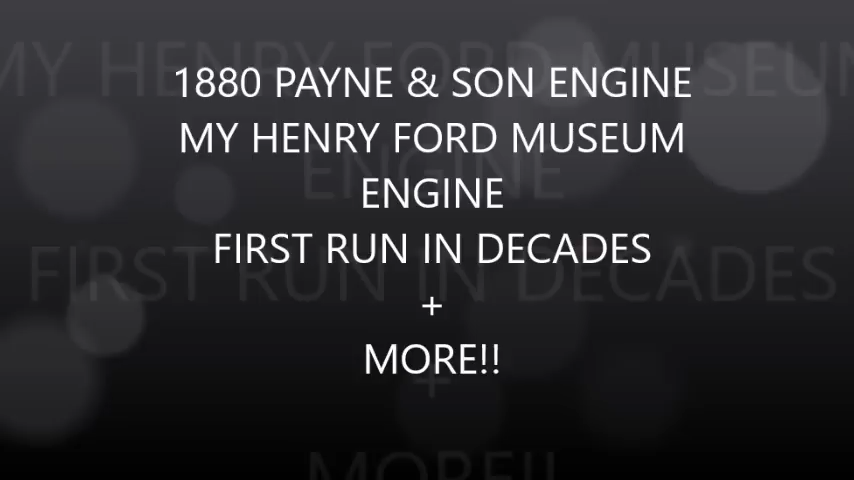 1880 PAYNE & SON ENGINE
MY HENRY FORD MUSEUM
ENGINE
FIRST RUN IN DECADES
+
MORE!!